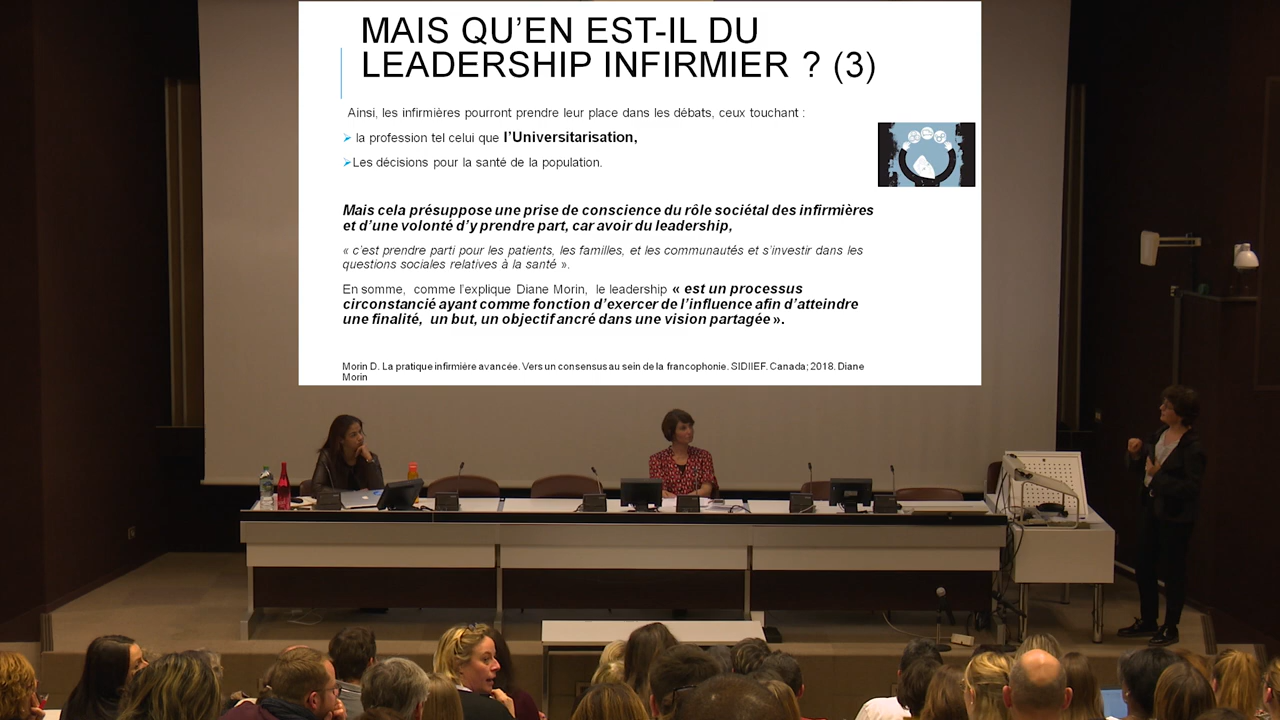 MAIS QU'EN EST-IL DU
LEADERSHIP INFIRMIER ? (3)
Ainsi, les infirmières pourront prendre leur place dans les débats, ceux touchant :
➢ la profession tel celui que l'Universitarisation,
➢Les décisions pour la santé de la population.
Mais cela présuppose une prise de conscience du rôle sociétal des infirmières
et d'une volonté d'y prendre part, car avoir du leadership,
« c'est prendre parti pour les patients, les familles, et les communautés et s'investir dans les
questions sociales relatives à la santé ».
En somme, comme l'explique Diane Morin, le leadership « est un processus
circonstancié ayant comme fonction d'exercer de l'influence afin d'atteindre
une finalité, un but, un objectif ancré dans une vision partagée ».
Morin D. La pratique infirmière avancée. Vers un consensus au sein de la francophonie. SIDIIEF. Canada; 2018. Diane
Morin